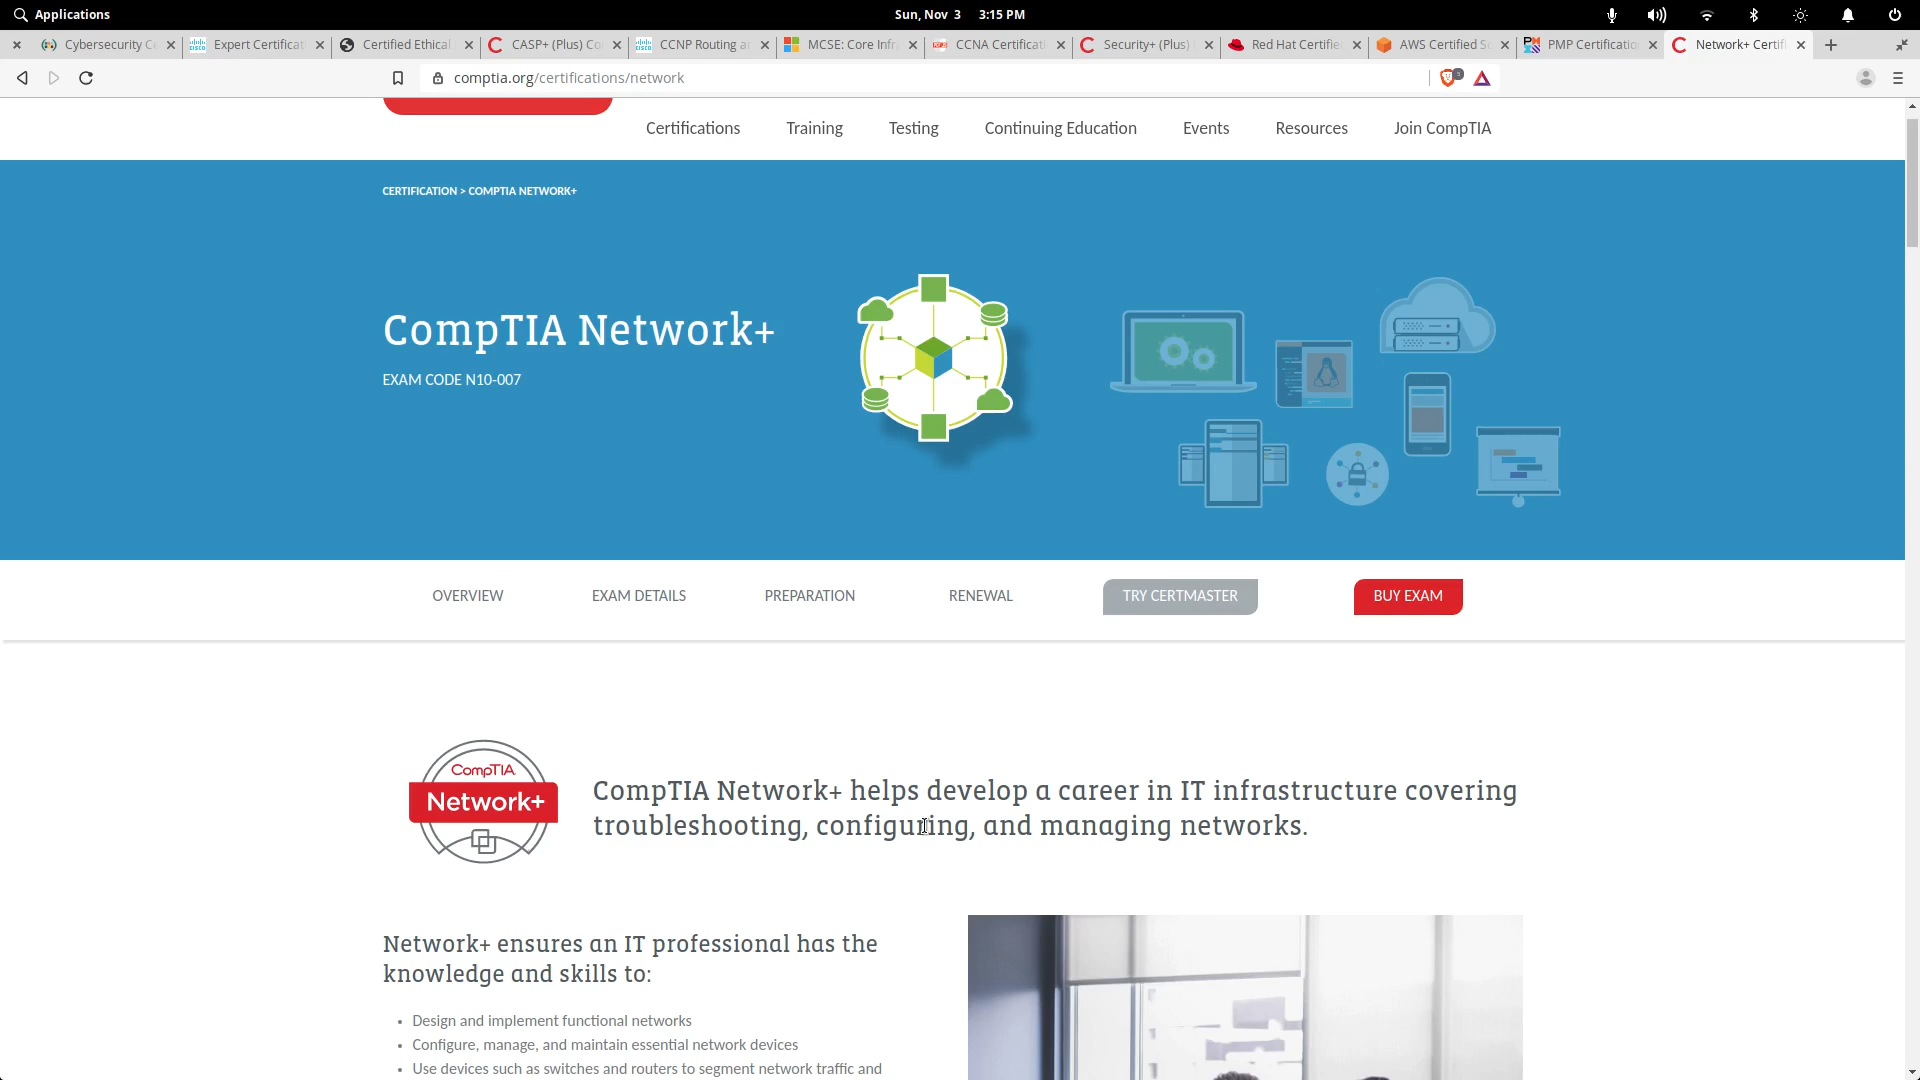 Applications
Sun, Nov 3 3:15 PM
Cybersecurity C
Expert Certificat
Certified Ethical
CASP+ (Plus) Co
CCNP Routing a
MCSE: Core Infr
CCNA Certificati
Security+ (Plus)
Red Hat Certifie
AWS Certified S
PMP Certificatio
Network+ Certifi
comptia.org/certifications/network
Certifications
Training
Testing
Continuing Education
Events
Resources
Join CompTIA
CERTIFICATION > COMPTIA NETWORK+
CompTIA Network+
EXAM CODE N10-007
OVERVIEW
EXAM DETAILS
PREPARATION
RENEWAL
TRY CERTMASTER
BUY EXAM
CompTIA
Network+
CompTIA Network+ helps develop a career in IT infrastructure covering
troubleshooting, configuring, and managing networks.
Network+ ensures an IT professional has the
knowledge and skills to:
• Design and implement functional networks
• Configure, manage, and maintain essential network devices
• Use devices such as switches and routers to segment network traffic and